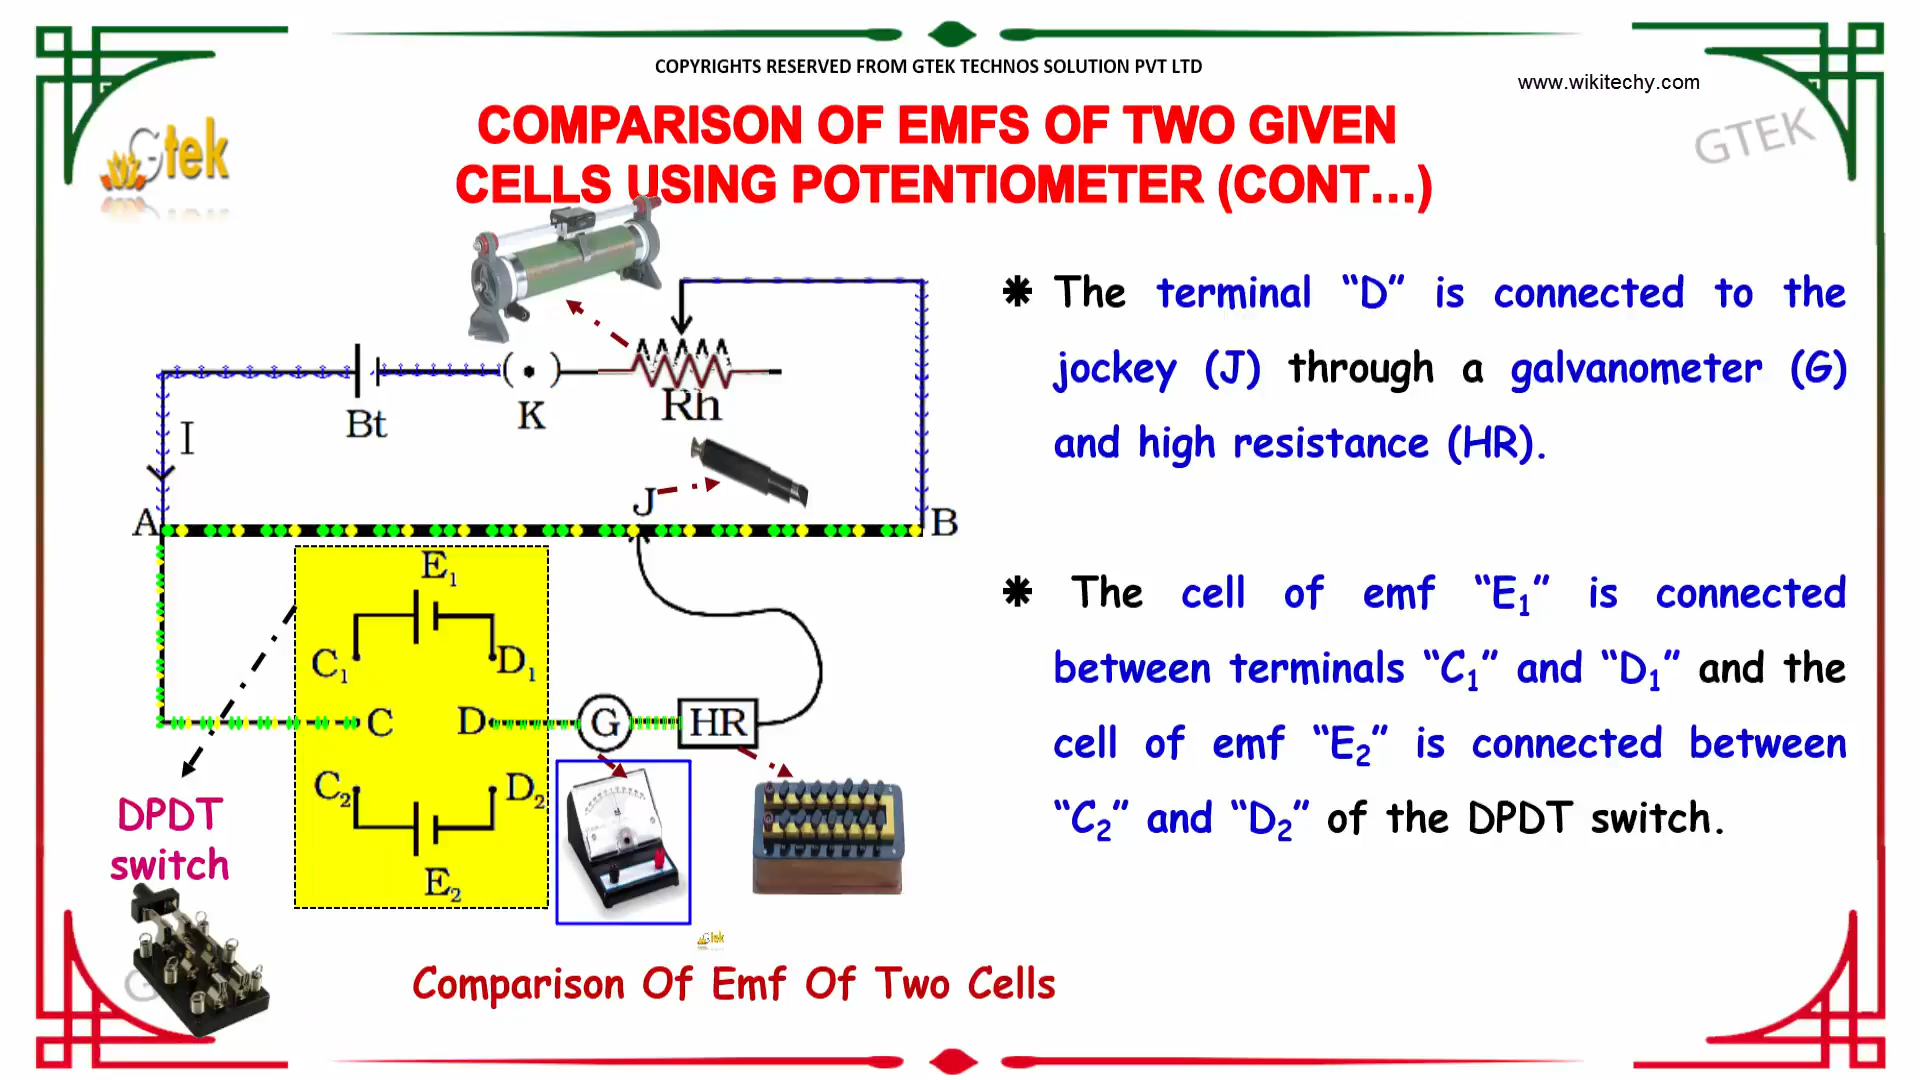 COPYRIGHTS RESERVED FROM GTEK TECHNOS SOLUTION PVT LTD
www.wikitechy.com
Gtek
GTEK
COMPARISON OF EMFS OF TWO GIVEN
CELLS USING POTENTIOMETER (CONT...)
The terminal “D” is connected to the
jockey (J) through a galvanometer (G)
and high resistance (HR).
The cell of emf “E₁” is connected
between terminals “C₁” and “D₁” and the
cell of emf “E₂” is connected between
“C₂” and “D₂” of the DPDT switch.
I
Bt
( • )
K
Rh
J
A
B
E₁
C₁
D₁
C
D
G
HR
C₂
D₂
E₂
DPDT
switch
Gtek
G
Comparison Of Emf Of Two Cells